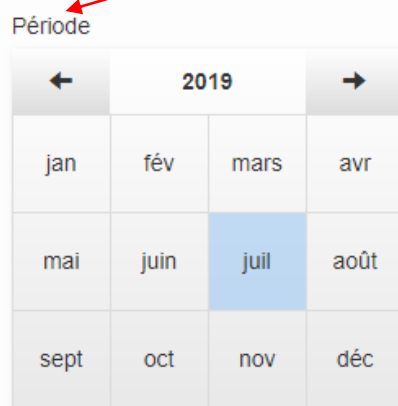 Période
2019
jan fév mars avr
mai juin juil août
sept oct nov déc